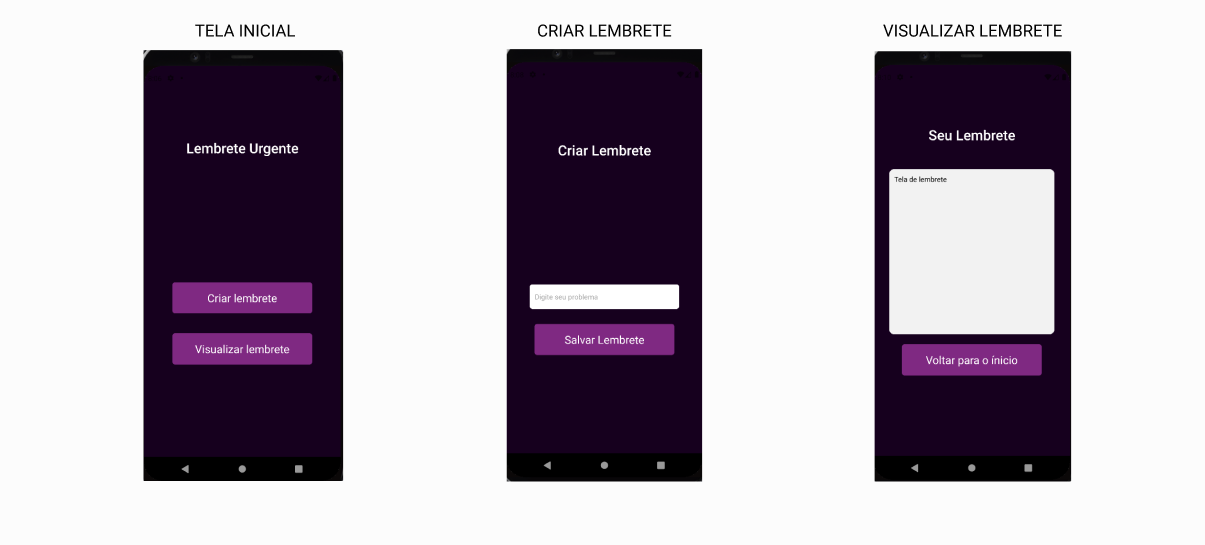 TELA INICIAL
Lembrete Urgente
Criar lembrete
Visualizar lembrete
CRIAR LEMBRETE
Criar Lembrete
Digite seu problema
Salvar Lembrete
VISUALIZAR LEMBRETE
Seu Lembrete
Tela de lembrete
Voltar para o ínicio